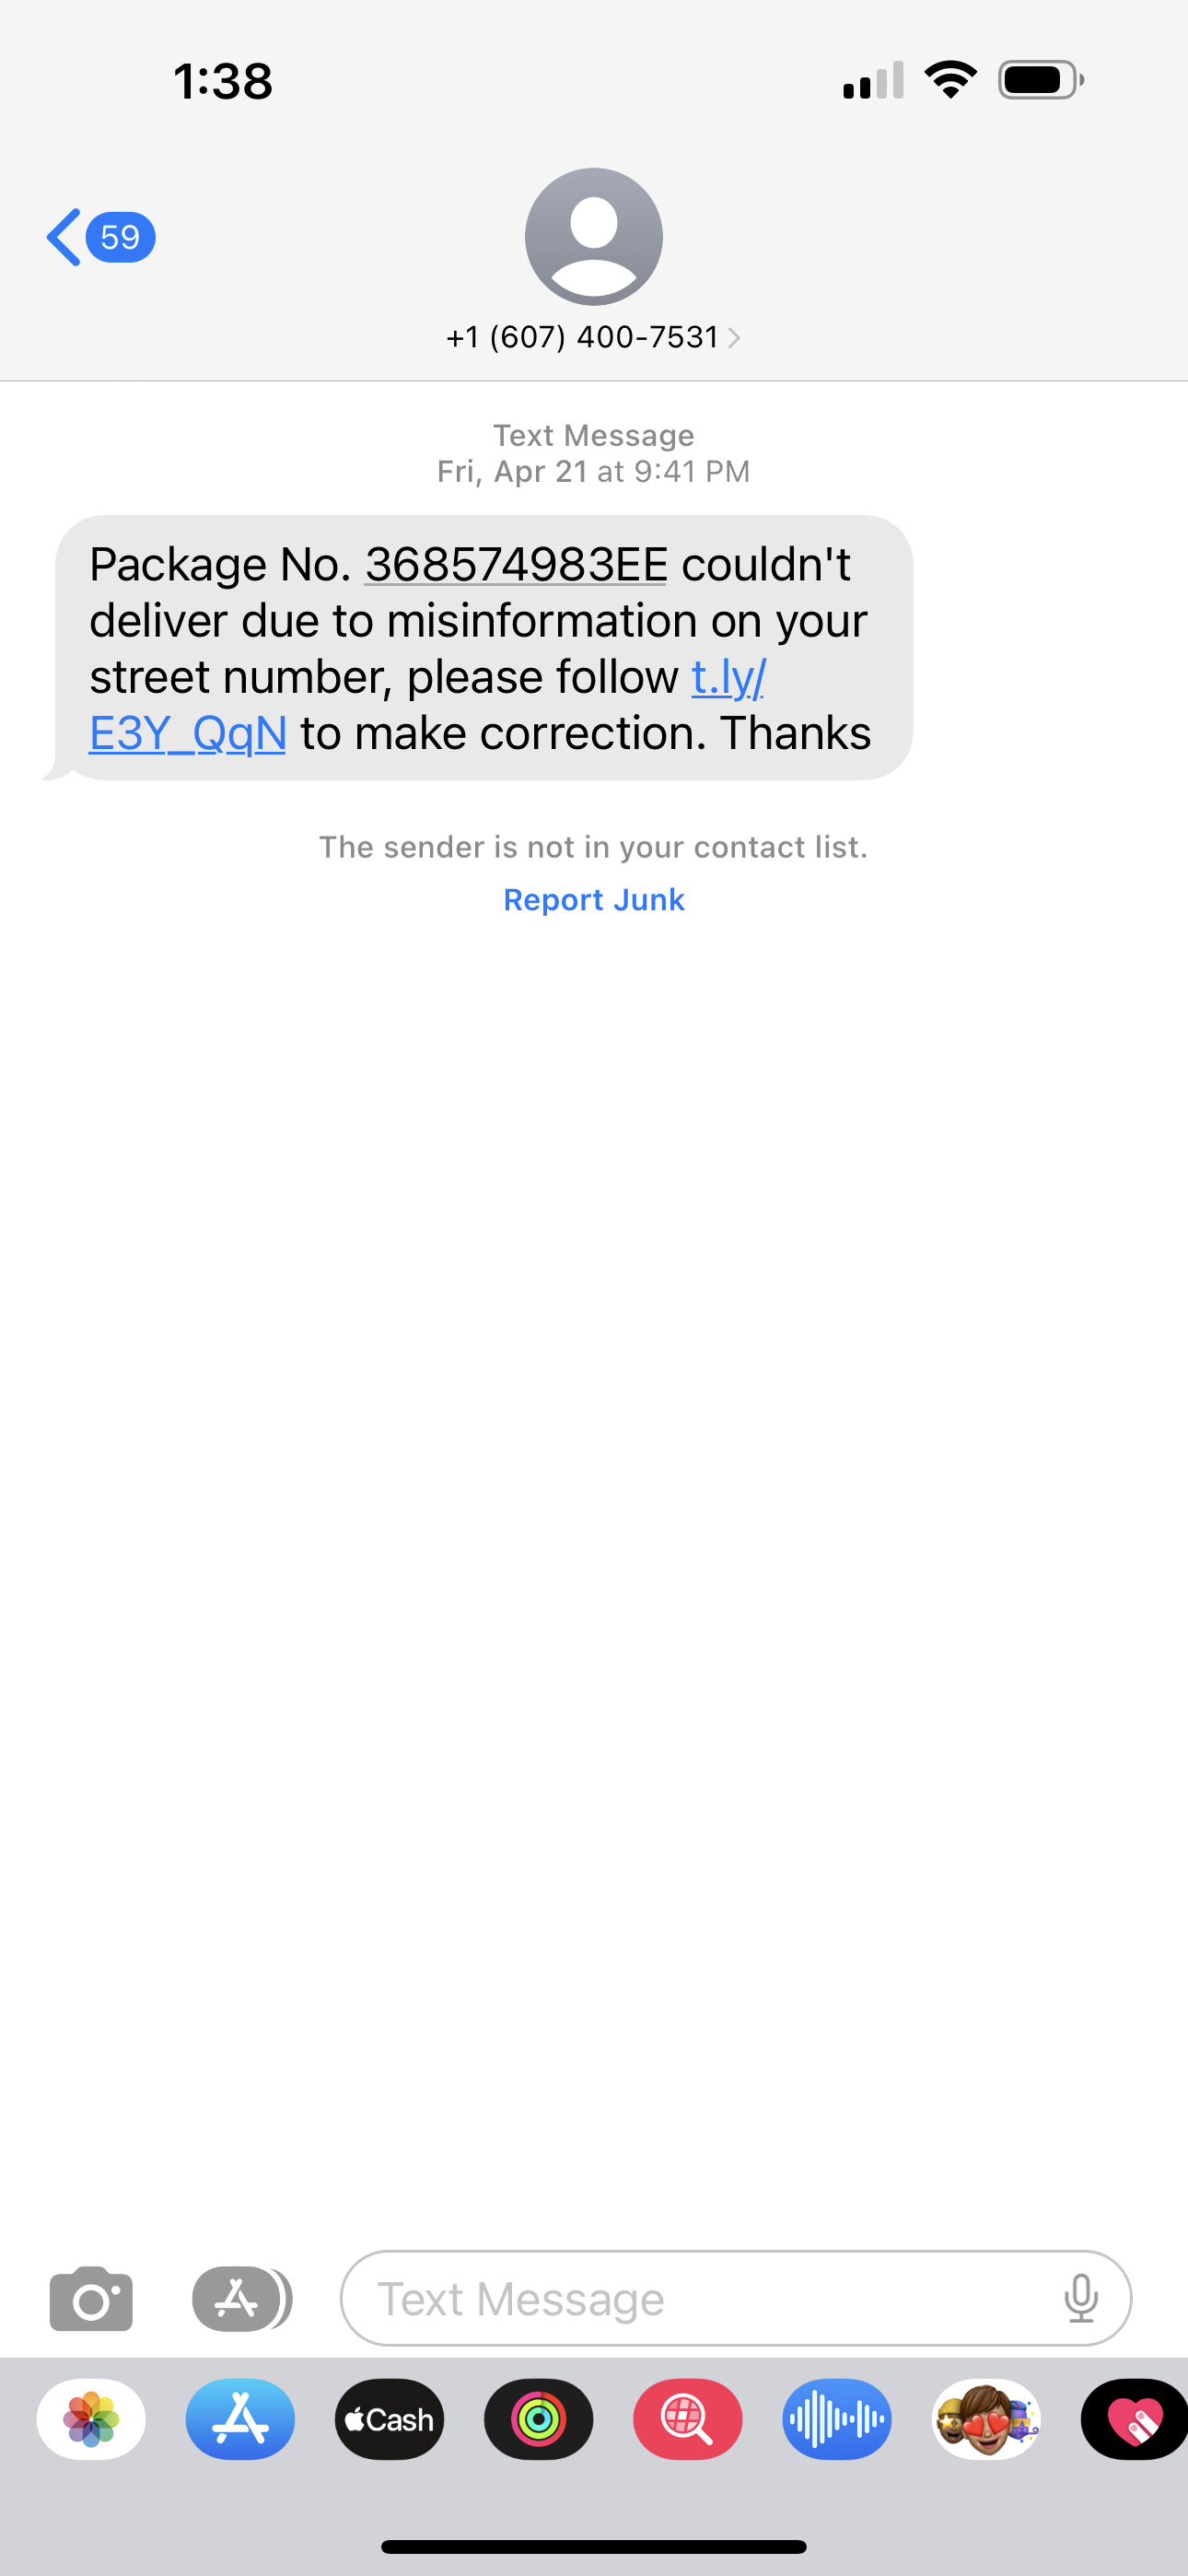 1:38
59
+1 (607) 400-7531
Text Message
Fri, Apr 21 at 9:41 PM
Package No. 368574983EE couldn't
deliver due to misinformation on your
street number, please follow t.ly/
E3Y_QqN to make correction. Thanks
The sender is not in your contact list.
Report Junk
Text Message
Cash